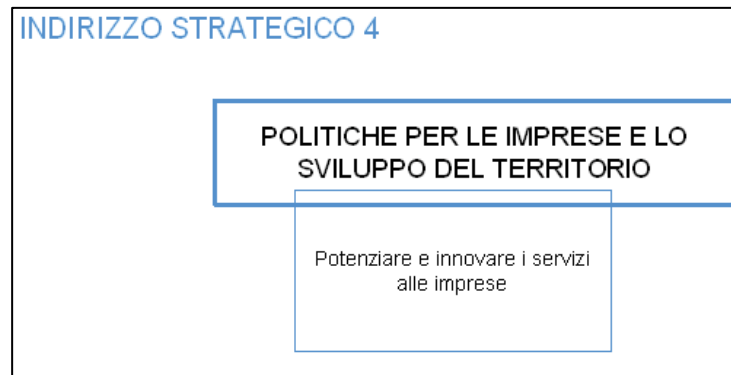 INDIRIZZO STRATEGICO 4
POLITICHE PER LE IMPRESE E LO
SVILUPPO DEL TERRITORIO
Potenziare e innovare i servizi
alle imprese